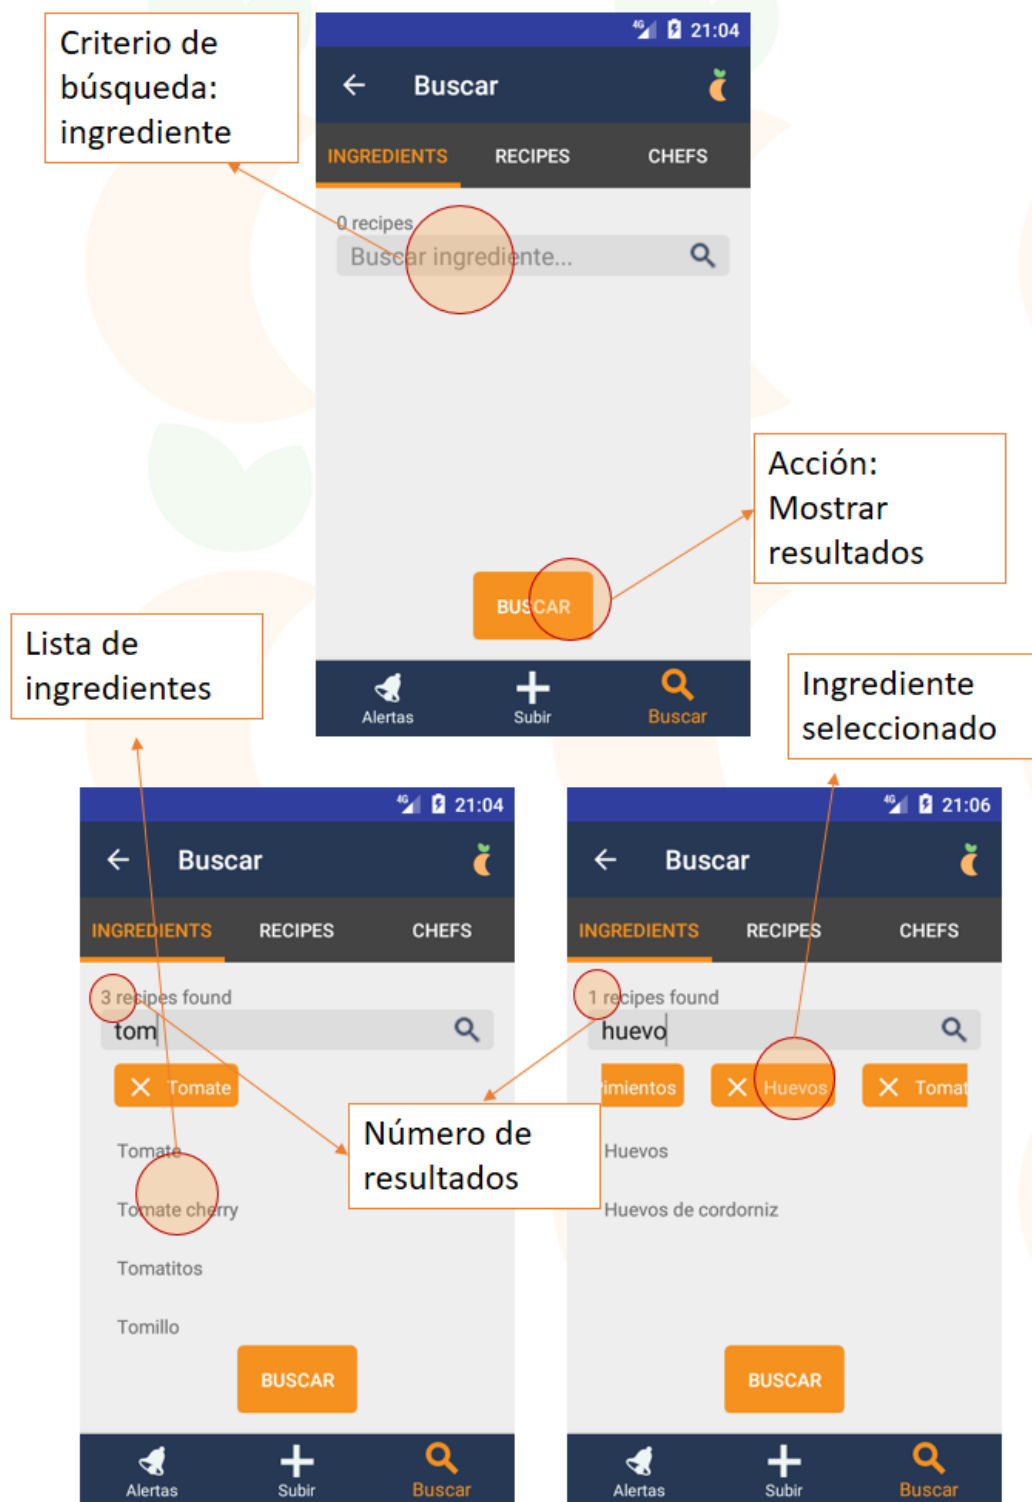 Criterio de
búsqueda:
ingrediente
4G 21:04
Buscar
INGREDIENTS RECIPES CHEFS
0 recipes
Buscar ingrediente...
Acción:
Mostrar
resultados
BUSCAR
Lista de
ingredientes
Alertas Subir Buscar
Ingrediente
seleccionado
4G 21:04
Buscar
INGREDIENTS RECIPES CHEFS
3 recipes found
tom
Tomate
Tomate
Tomate cherry
Tomatitos
Tomillo
BUSCAR
Alertas Subir Buscar
Número de
resultados
4G 21:06
Buscar
INGREDIENTS RECIPES CHEFS
1 recipes found
huevo
imientos Huevos Tomat
Huevos
Huevos de cordorniz
BUSCAR
Alertas Subir Buscar